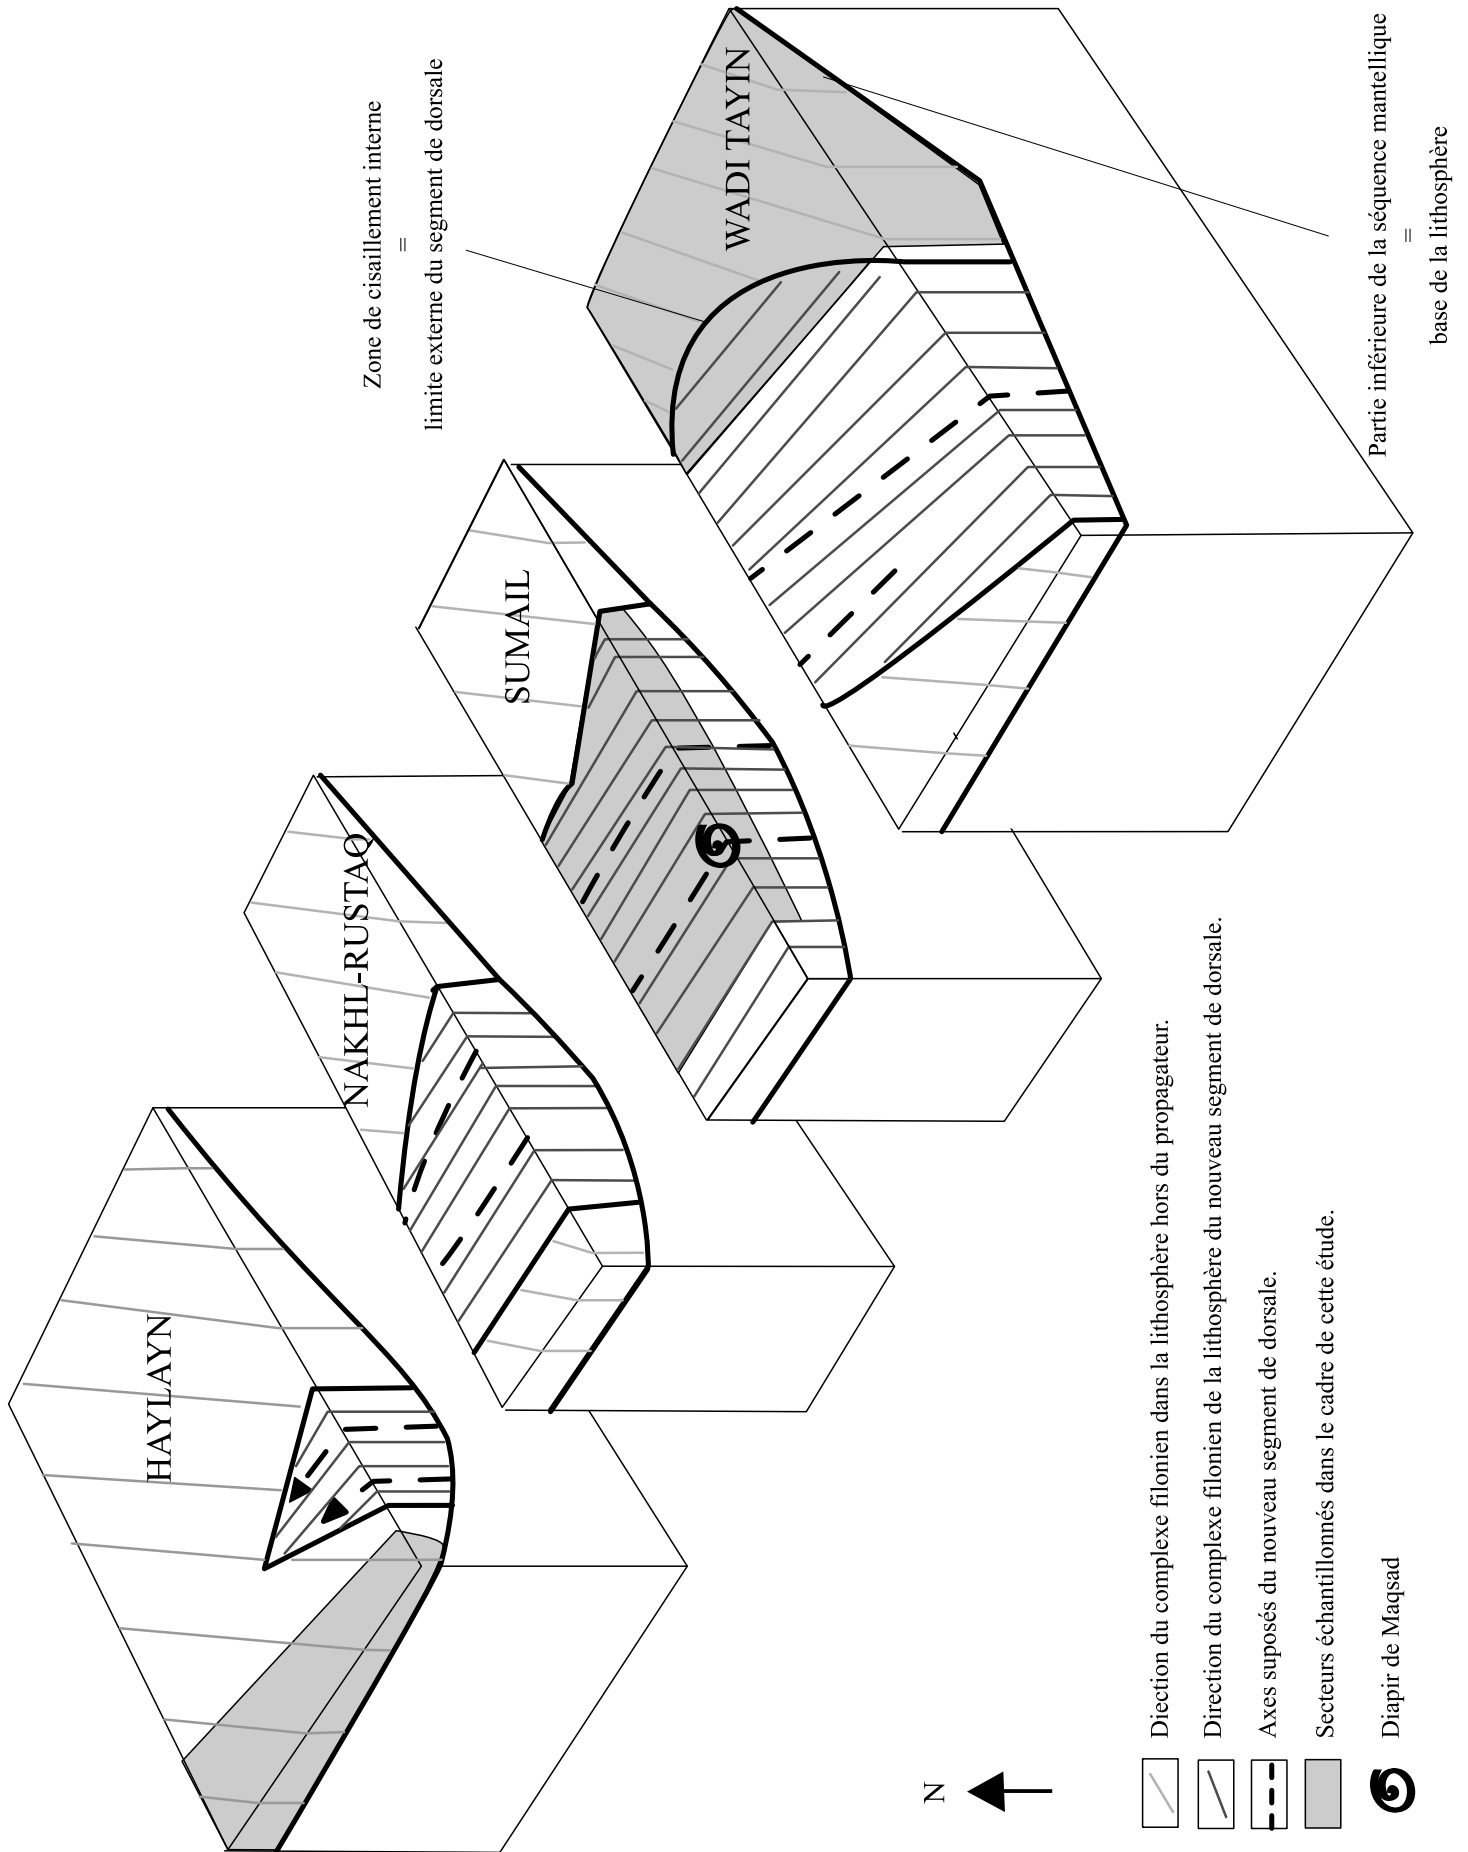 HAYLAYN
NAKHL-RUSTAQ
SUMAIL
WADI TAYIN
Zone de cisaillement interne
=
limite externe du segment de dorsale
Partie inférieure de la séquence mantellique
=
base de la lithosphère
N
Diection du complexe filonien dans la lithosphère hors du propagateur.
Direction du complexe filonien de la lithosphère du nouveau segment de dorsale.
Axes suposés du nouveau segment de dorsale.
Secteurs échantillonnés dans le cadre de cette étude.
Diapir de Maqsad